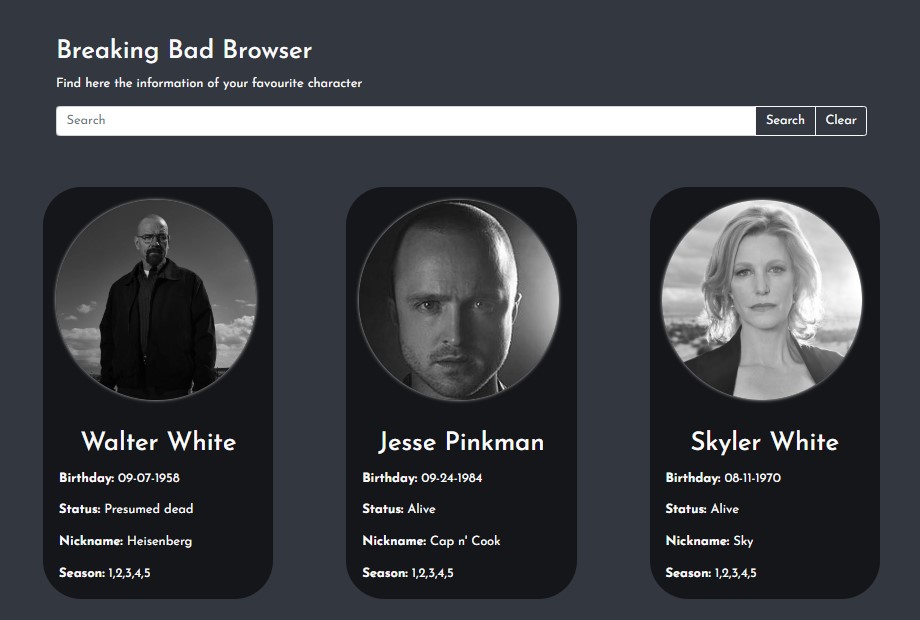 Breaking Bad Browser
Find here the information of your favourite character
Search
Search
Clear
Walter White
Birthday: 09-07-1958
Status: Presumed dead
Nickname: Heisenberg
Season: 1,2,3,4,5
Jesse Pinkman
Birthday: 09-24-1984
Status: Alive
Nickname: Cap n' Cook
Season: 1,2,3,4,5
Skyler White
Birthday: 08-11-1970
Status: Alive
Nickname: Sky
Season: 1,2,3,4,5